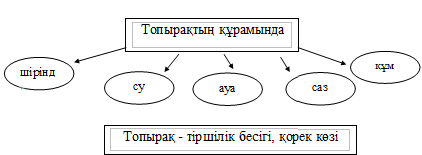 Топырақтың құрамында
шірінд
су
ауа
саз
құм
Топырақ - тіршілік бесігі, қорек көзі